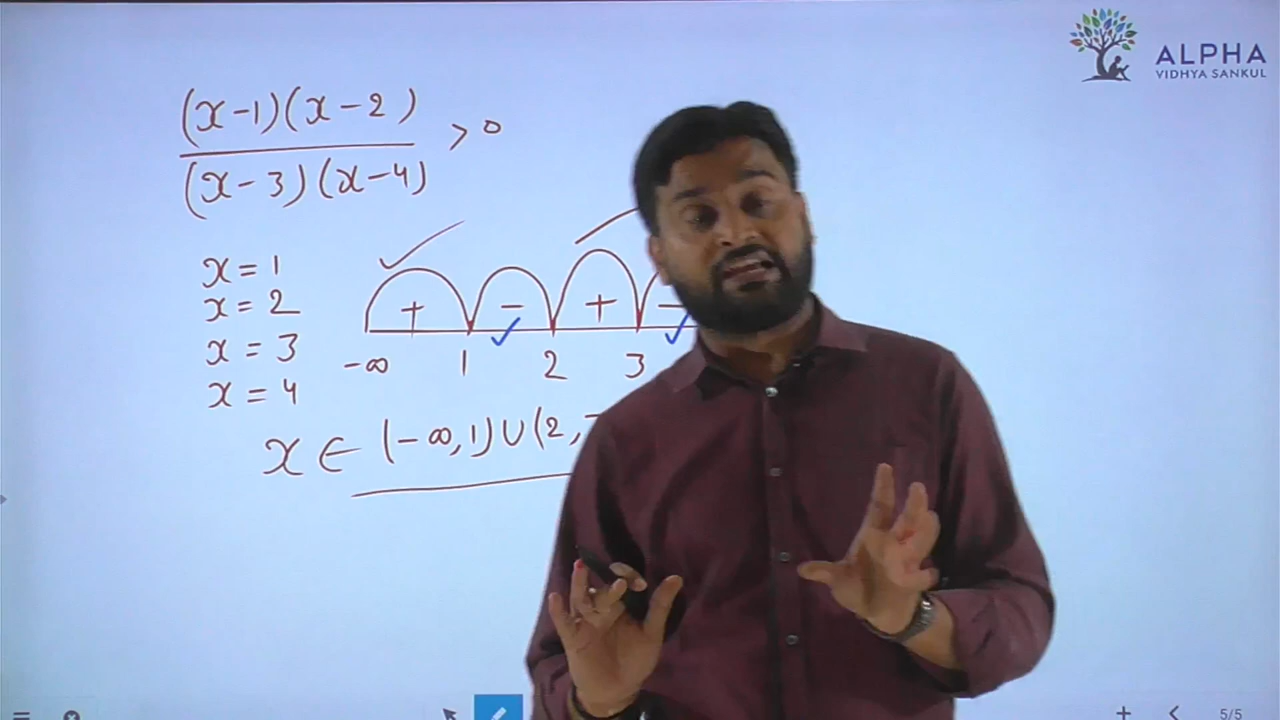 ALPHA
VIDHYA SANKUL
(x-1)(x-2)
(x-3)(x-4)
> 0
x = 1
x = 2
x = 3
x = 4
+ - + -
-∞ 1 2 3
x ∈ (-∞,1)∪(2,
5/5